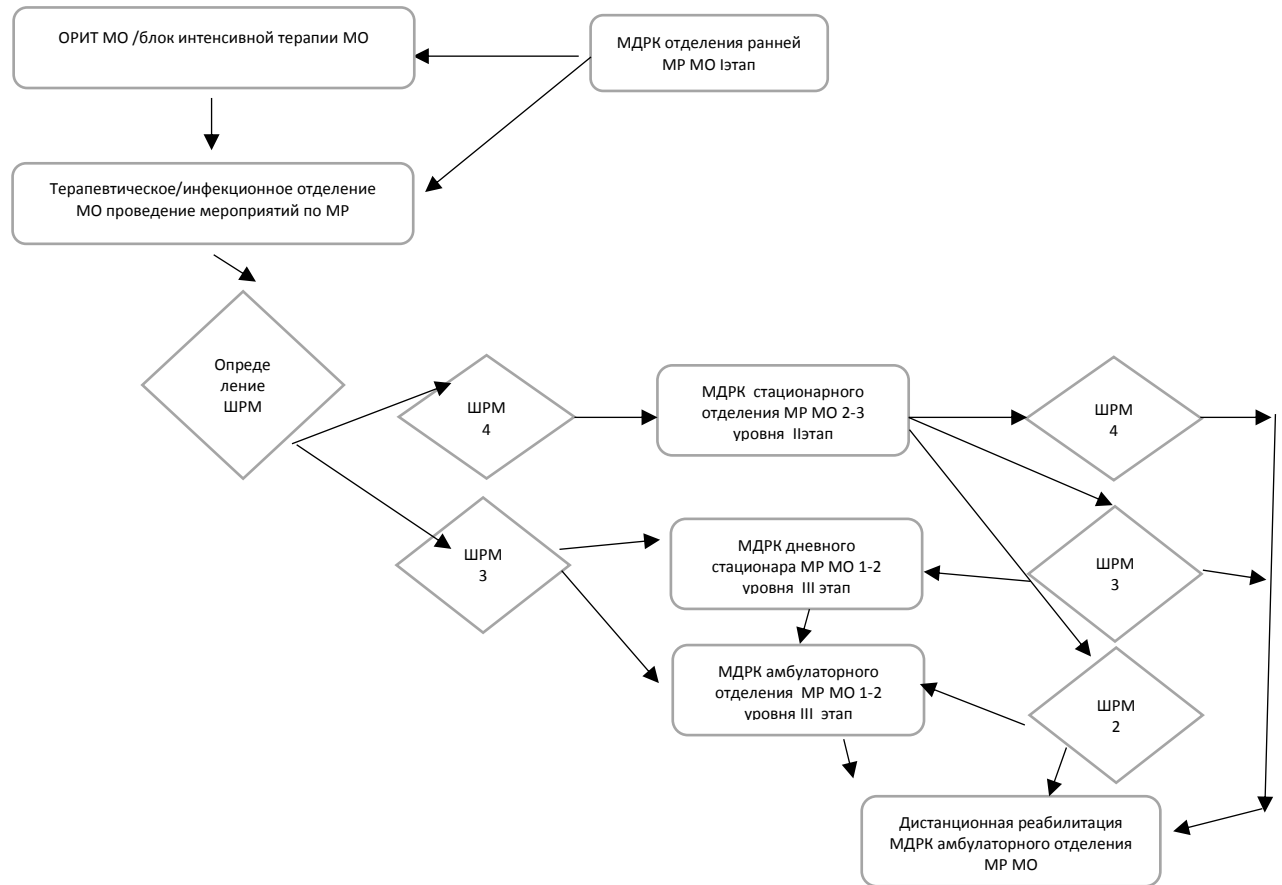 ОРИТ МО /блок интенсивной терапии МО
МДРК отделения ранней
МР МО Iэтап
Терапевтическое/инфекционное отделение
МО проведение мероприятий по МР
Опреде
ление
ШРМ
ШРМ
4
МДРК стационарного
отделения МР МО 2-3
уровня IIэтап
ШРМ
4
ШРМ
3
МДРК дневного
стационара МР МО 1-2
уровня III этап
ШРМ
3
МДРК амбулаторного
отделения МР МО 1-2
уровня III этап
ШРМ
2
Дистанционная реабилитация
МДРК амбулаторного отделения
МР МО